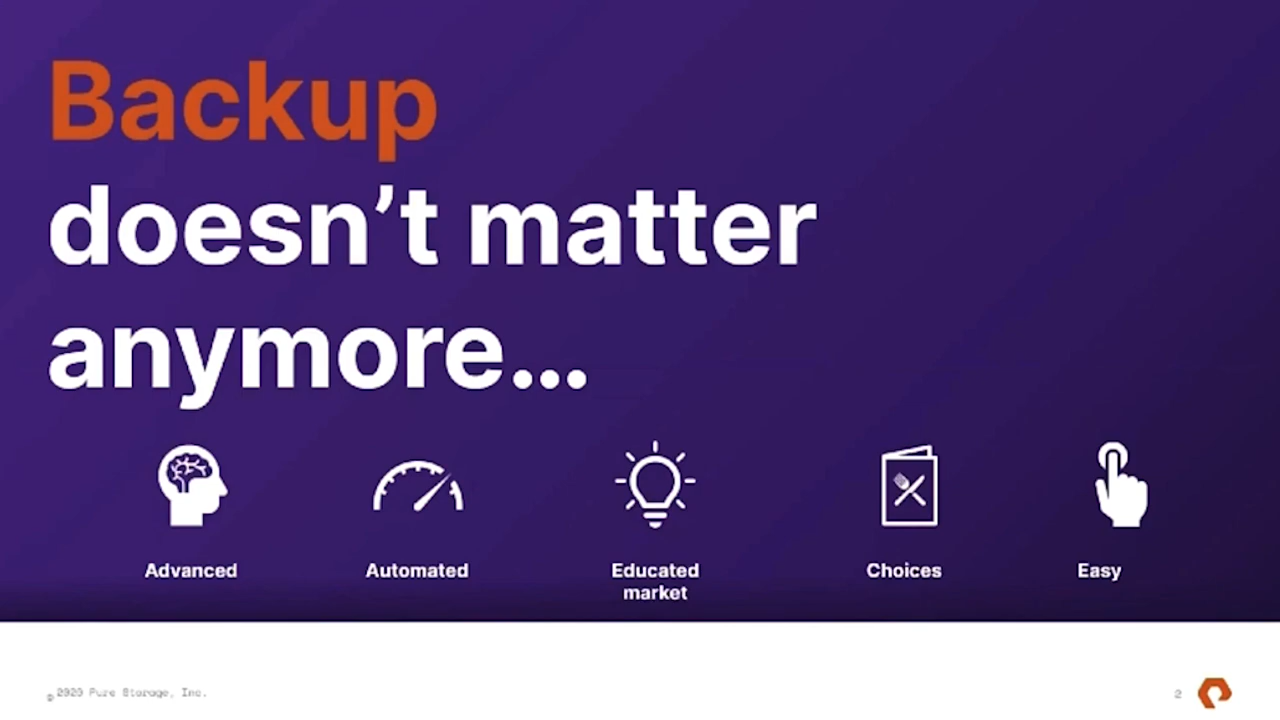 Backup
doesn’t matter
anymore...
Advanced
Automated
Educated
market
Choices
Easy
© 2020 Pure Storage, Inc.
2